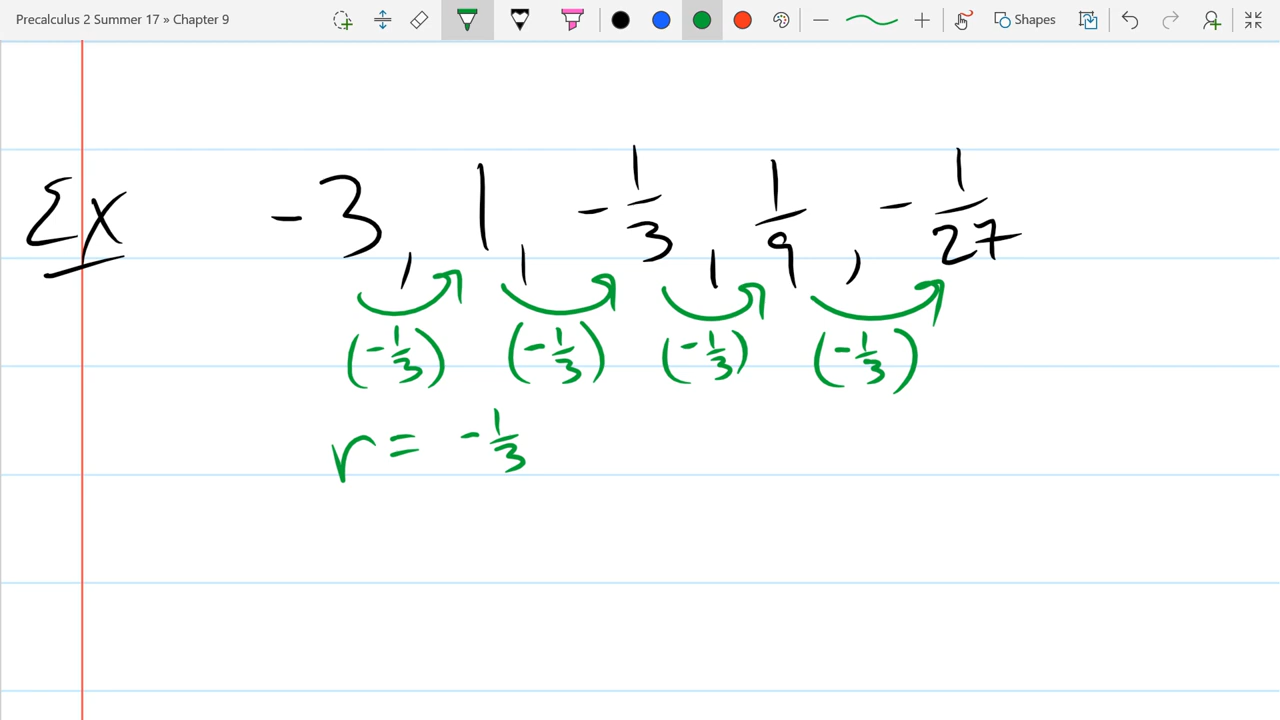 Precalculus 2 Summer 17 » Chapter 9
Shapes
Ex -3, 1, -1/3, 1/9, -1/27
(-1/3) (-1/3) (-1/3) (-1/3)
r = -1/3